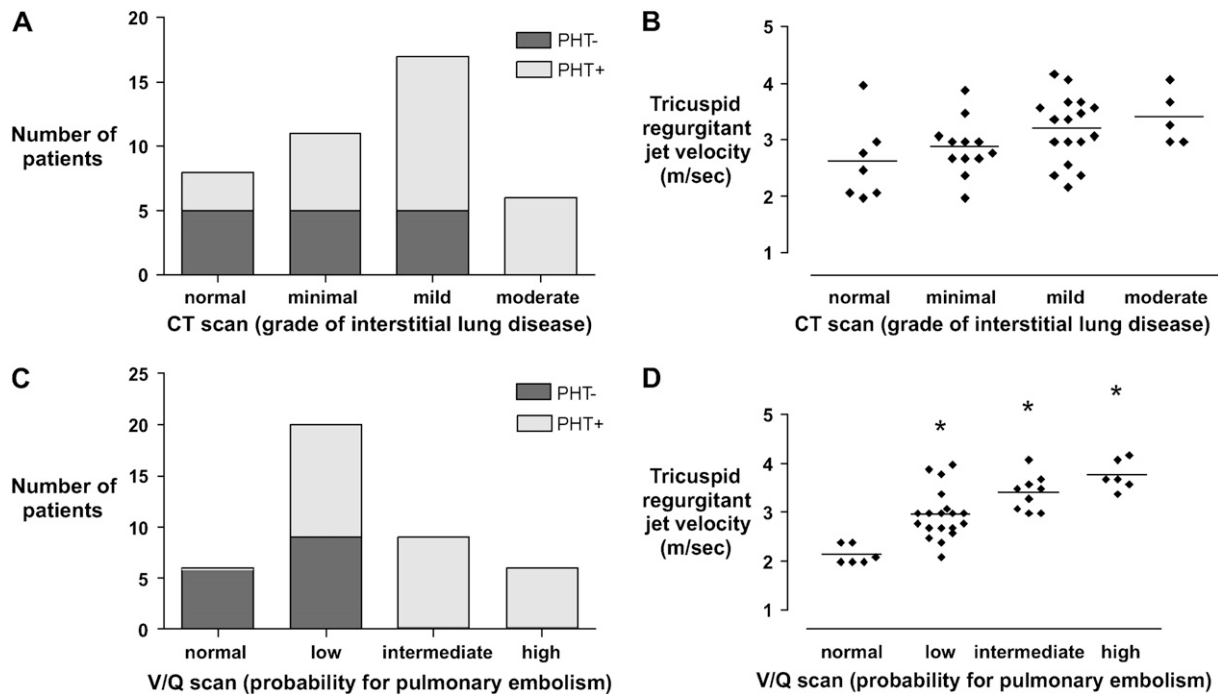 A
20
15
10
5
0
Number of
patients
PHT-
PHT+
normal minimal mild moderate
CT scan (grade of interstitial lung disease)
B
5
4
3
2
1
Tricuspid
regurgitant
jet velocity
(m/sec)
normal minimal mild moderate
CT scan (grade of interstitial lung disease)
C
25
20
15
10
5
0
Number of
patients
PHT-
PHT+
normal low intermediate high
V/Q scan (probability for pulmonary embolism)
D
5
4
3
2
1
Tricuspid
regurgitant
jet velocity
(m/sec)
* * *
normal low intermediate high
V/Q scan (probability for pulmonary embolism)